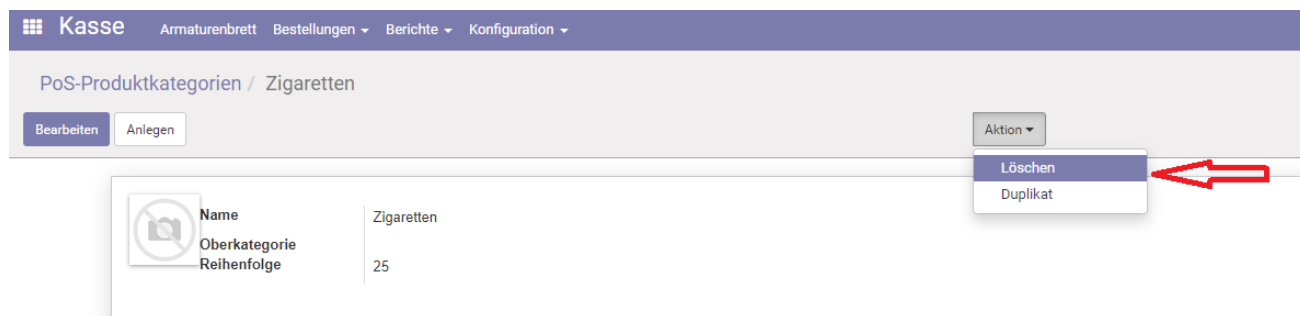 Kasse Armaturenbrett Bestellungen Berichte Konfiguration
PoS-Produktkategorien / Zigaretten
Bearbeiten Anlegen Aktion
Löschen
Duplikat
Name Zigaretten
Oberkategorie
Reihenfolge 25